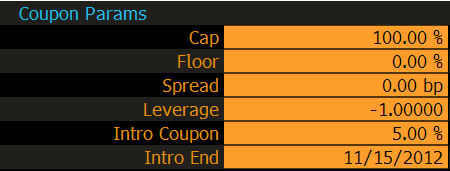 Coupon Params
Cap 100.00 %
Floor 0.00 %
Spread 0.00 bp
Leverage -1.00000
Intro Coupon 5.00 %
Intro End 11/15/2012